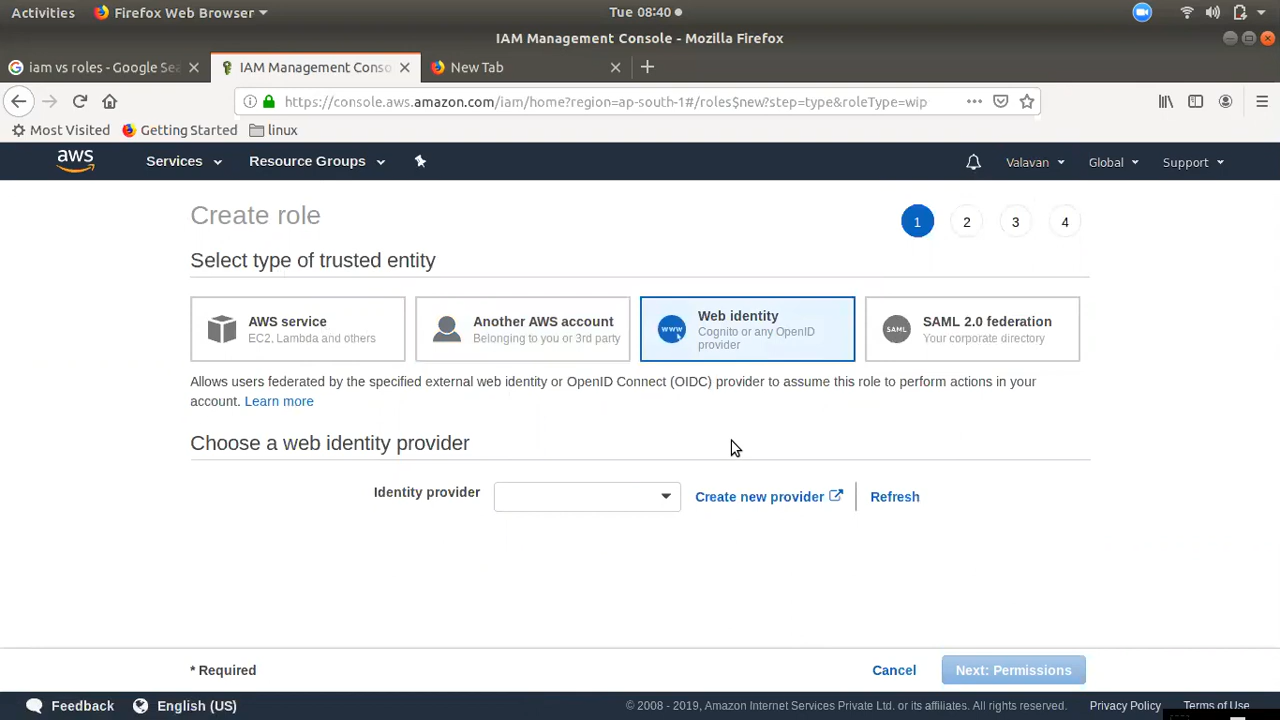 Activities
Firefox Web Browser
Tue 08:40
IAM Management Console - Mozilla Firefox
iam vs roles - Google Sea
IAM Management Conso
New Tab
https://console.aws.amazon.com/iam/home?region=ap-south-1#/roles$new?step=type&roleType=wip
Most Visited
Getting Started
linux
aws
Services
Resource Groups
Valavan
Global
Support
Create role
1
2
3
4
Select type of trusted entity
AWS service
EC2, Lambda and others
Another AWS account
Belonging to you or 3rd party
www
Web identity
Cognito or any OpenID
provider
SAML
SAML 2.0 federation
Your corporate directory
Allows users federated by the specified external web identity or OpenID Connect (OIDC) provider to assume this role to perform actions in your
account. Learn more
Choose a web identity provider
Identity provider
Create new provider
Refresh
* Required
Cancel
Next: Permissions
Feedback
English (US)
© 2008 - 2019, Amazon Internet Services Private Ltd. or its affiliates. All rights reserved.
Privacy Policy
Terms of Use